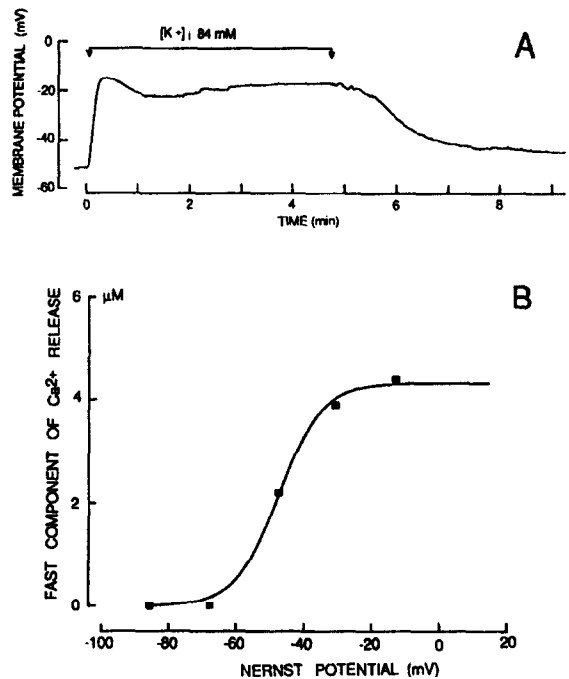 A
[K+]ı 84 mM
MEMBRANE POTENTIAL (mV)
0
-20
-40
-60
0
2
4
6
8
TIME (min)
B
µM
FAST COMPONENT OF Ca2+ RELEASE
6
4
2
0
-100
-80
-60
-40
-20
0
20
NERNST POTENTIAL (mV)